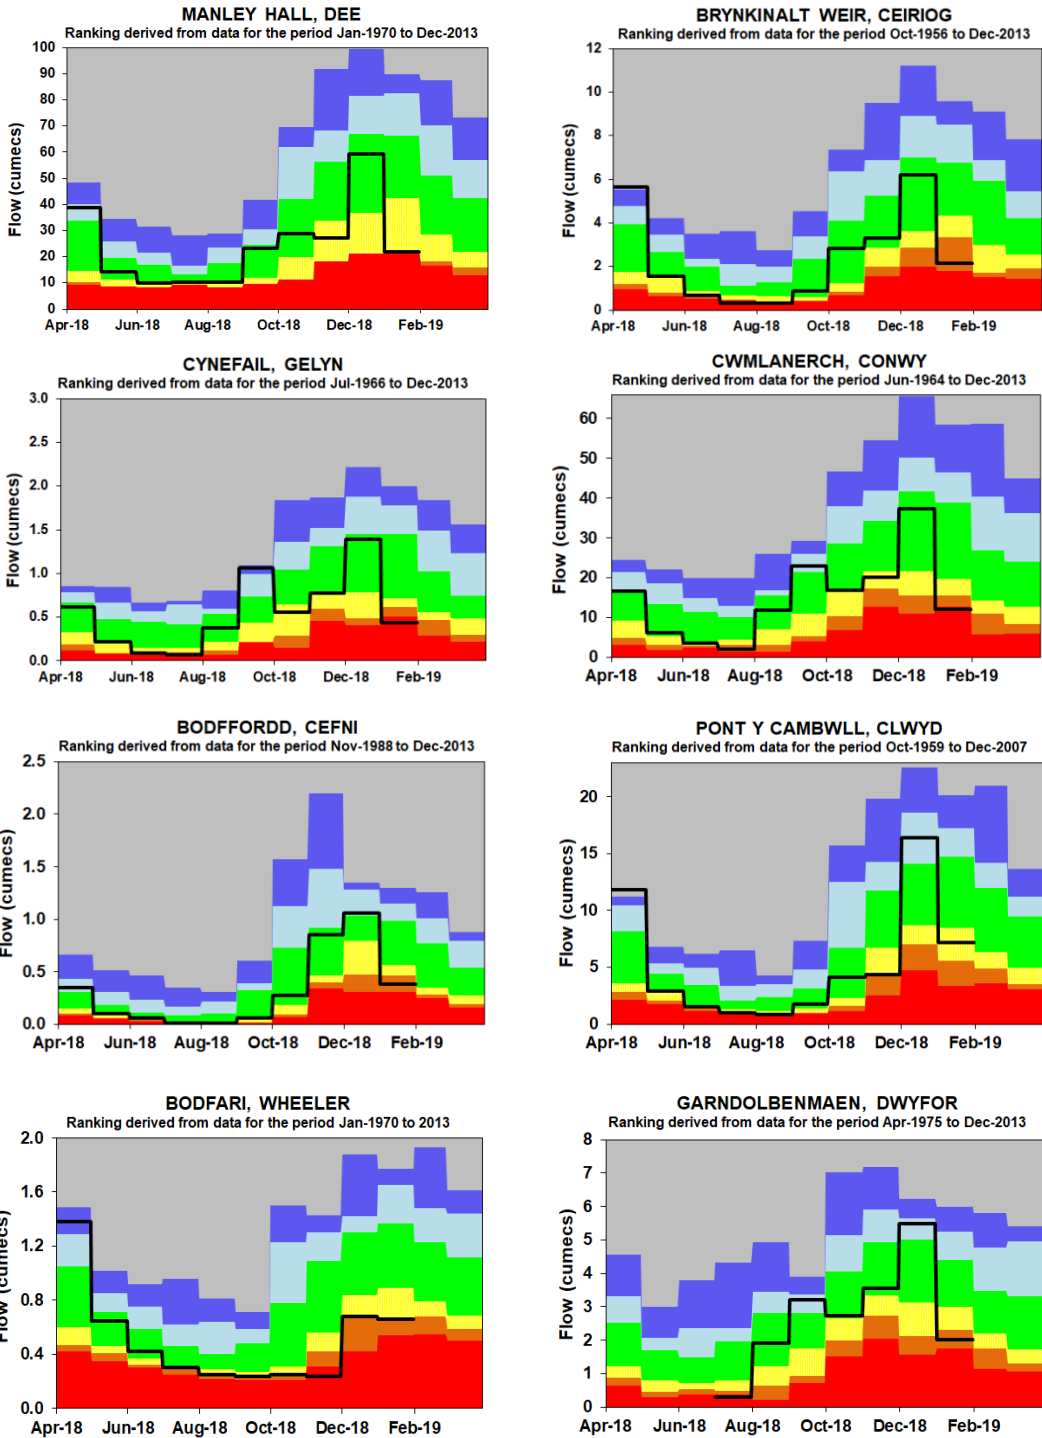 MANLEY HALL, DEE
Ranking derived from data for the period Jan-1970 to Dec-2013
Flow (cumecs)
100
90
80
70
60
50
40
30
20
10
0
Apr-18 Jun-18 Aug-18 Oct-18 Dec-18 Feb-19
BRYNKINALT WEIR, CEIRIOG
Ranking derived from data for the period Oct-1956 to Dec-2013
Flow (cumecs)
12
10
8
6
4
2
0
Apr-18 Jun-18 Aug-18 Oct-18 Dec-18 Feb-19
CYNEFAIL, GELYN
Ranking derived from data for the period Jul-1966 to Dec-2013
Flow (cumecs)
3.0
2.5
2.0
1.5
1.0
0.5
0.0
Apr-18 Jun-18 Aug-18 Oct-18 Dec-18 Feb-19
CWMLANERCH, CONWY
Ranking derived from data for the period Jun-1964 to Dec-2013
Flow (cumecs)
60
50
40
30
20
10
0
Apr-18 Jun-18 Aug-18 Oct-18 Dec-18 Feb-19
BODFFORDD, CEFNI
Ranking derived from data for the period Nov-1988 to Dec-2013
Flow (cumecs)
2.5
2.0
1.5
1.0
0.5
0.0
Apr-18 Jun-18 Aug-18 Oct-18 Dec-18 Feb-19
PONT Y CAMBWLL, CLWYD
Ranking derived from data for the period Oct-1959 to Dec-2007
Flow (cumecs)
20
15
10
5
0
Apr-18 Jun-18 Aug-18 Oct-18 Dec-18 Feb-19
BODFARI, WHEELER
Ranking derived from data for the period Jan-1970 to 2013
Flow (cumecs)
2.0
1.6
1.2
0.8
0.4
0.0
Apr-18 Jun-18 Aug-18 Oct-18 Dec-18 Feb-19
GARNDOLBENMAEN, DWYFOR
Ranking derived from data for the period Apr-1975 to Dec-2013
Flow (cumecs)
8
7
6
5
4
3
2
1
0
Apr-18 Jun-18 Aug-18 Oct-18 Dec-18 Feb-19